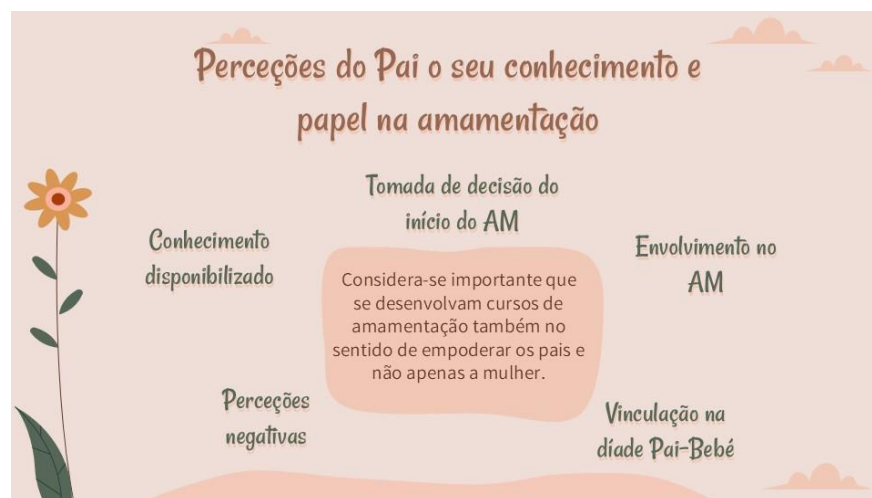 Perceções do Pai o seu conhecimento e
papel na amamentação
Tomada de decisão do
início do AM
Conhecimento
disponibilizado
Envolvimento no
AM
Considera-se importante que
se desenvolvam cursos de
amamentação também no
sentido de empoderar os pais e
não apenas a mulher.
Perceções
negativas
Vinculação na
díade Pai-Bebé